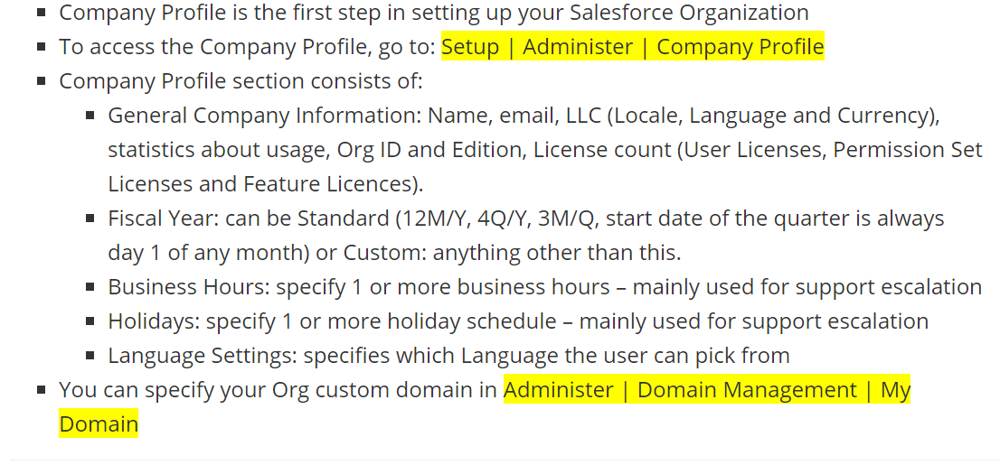 Company Profile is the first step in setting up your Salesforce Organization
To access the Company Profile, go to: Setup | Administer | Company Profile
Company Profile section consists of:
General Company Information: Name, email, LLC (Locale, Language and Currency),
statistics about usage, Org ID and Edition, License count (User Licenses, Permission Set
Licenses and Feature Licences).
Fiscal Year: can be Standard (12M/Y, 4Q/Y, 3M/Q, start date of the quarter is always
day 1 of any month) or Custom: anything other than this.
Business Hours: specify 1 or more business hours – mainly used for support escalation
Holidays: specify 1 or more holiday schedule – mainly used for support escalation
Language Settings: specifies which Language the user can pick from
You can specify your Org custom domain in Administer | Domain Management | My
Domain